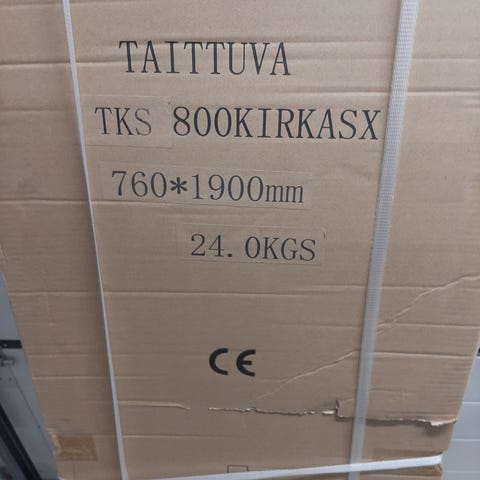 TAITTUVA
TKS 800KIRKASX
760*1900mm
24.0KGS
CE